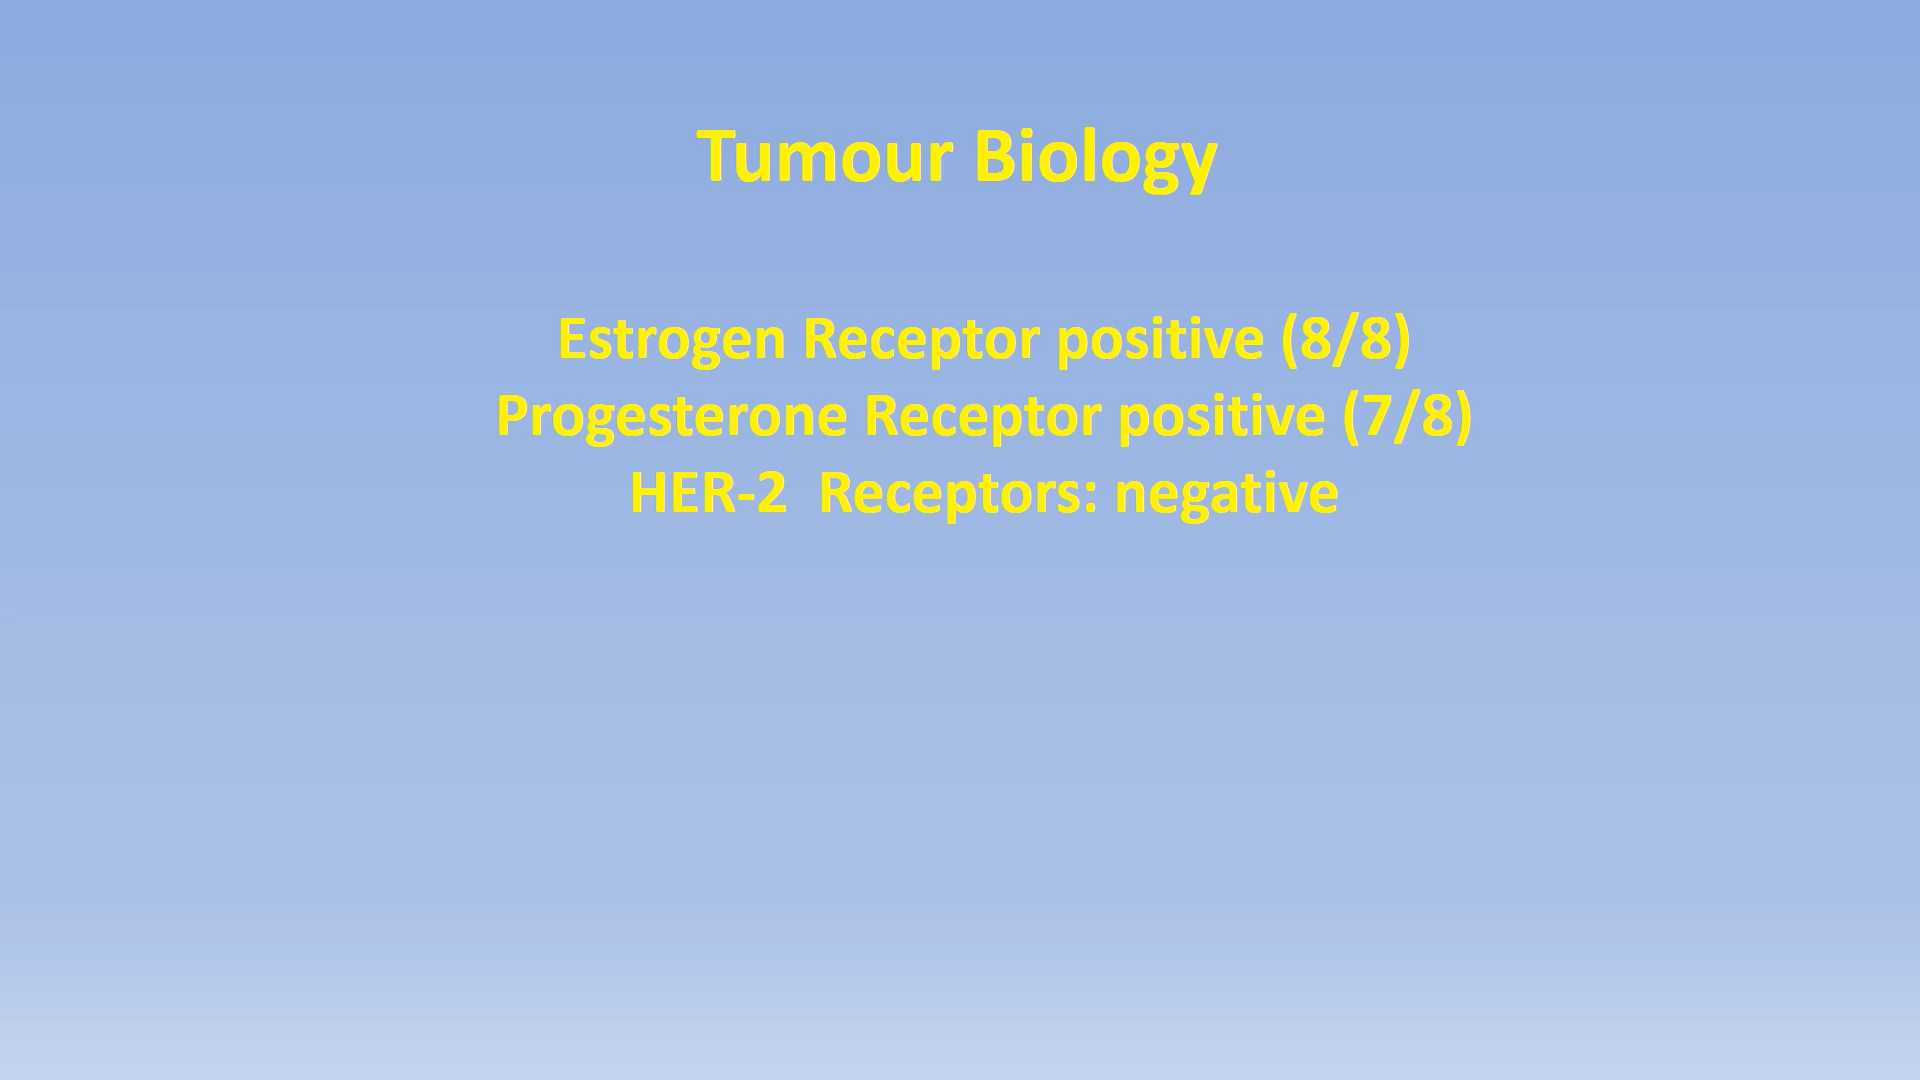 Tumour Biology
Estrogen Receptor positive (8/8)
Progesterone Receptor positive (7/8)
HER-2  Receptors: negative